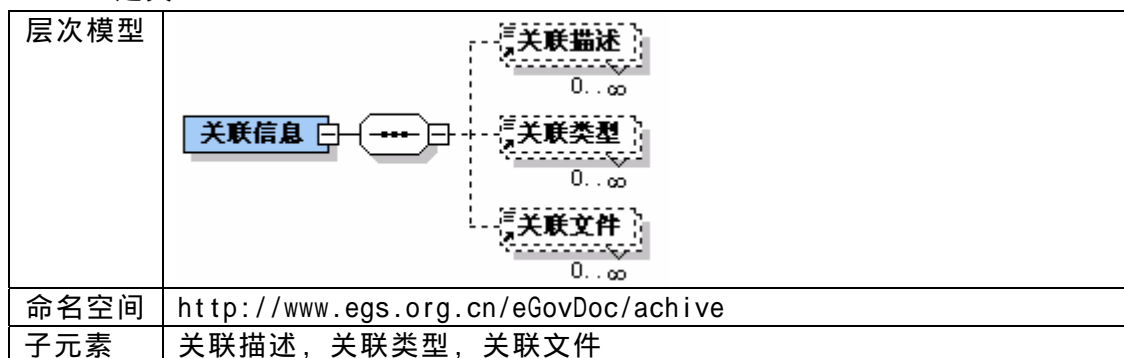 层次模型
关联描述
0..∞
关联信息
关联类型
0..∞
关联文件
0..∞
命名空间 http://www.egs.org.cn/eGovDoc/achive
子元素 关联描述, 关联类型, 关联文件